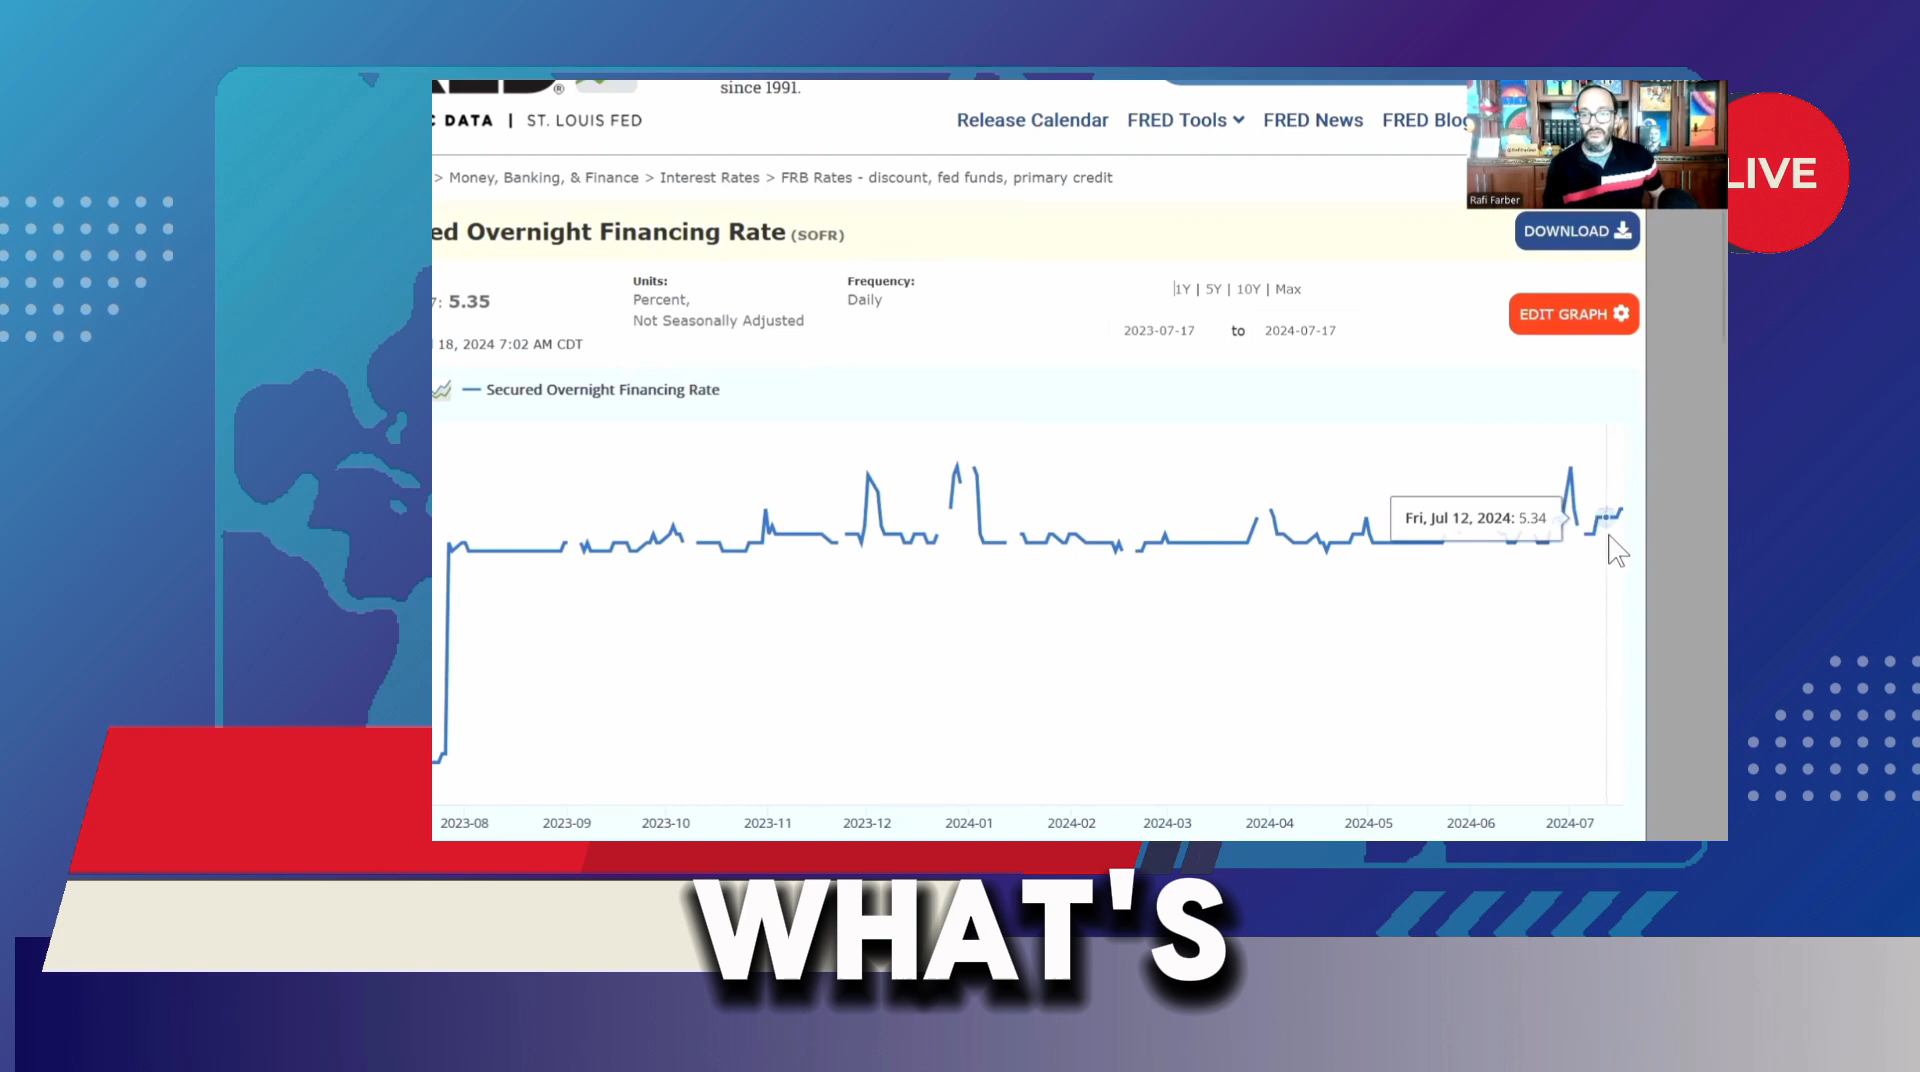 since 1991.
DATA | ST. LOUIS FED
Release Calendar FRED Tools FRED News FRED Blog
> Money, Banking, & Finance > Interest Rates > FRB Rates - discount, fed funds, primary credit
Rafi Farber
LIVE
ed Overnight Financing Rate (SOFR)
DOWNLOAD
7: 5.35
Units:
Percent,
Not Seasonally Adjusted
Frequency:
Daily
1Y | 5Y | 10Y | Max
2023-07-17 to 2024-07-17
EDIT GRAPH
18, 2024 7:02 AM CDT
Secured Overnight Financing Rate
Fri, Jul 12, 2024: 5.34
2023-08 2023-09 2023-10 2023-11 2023-12 2024-01 2024-02 2024-03 2024-04 2024-05 2024-06 2024-07
WHAT'S